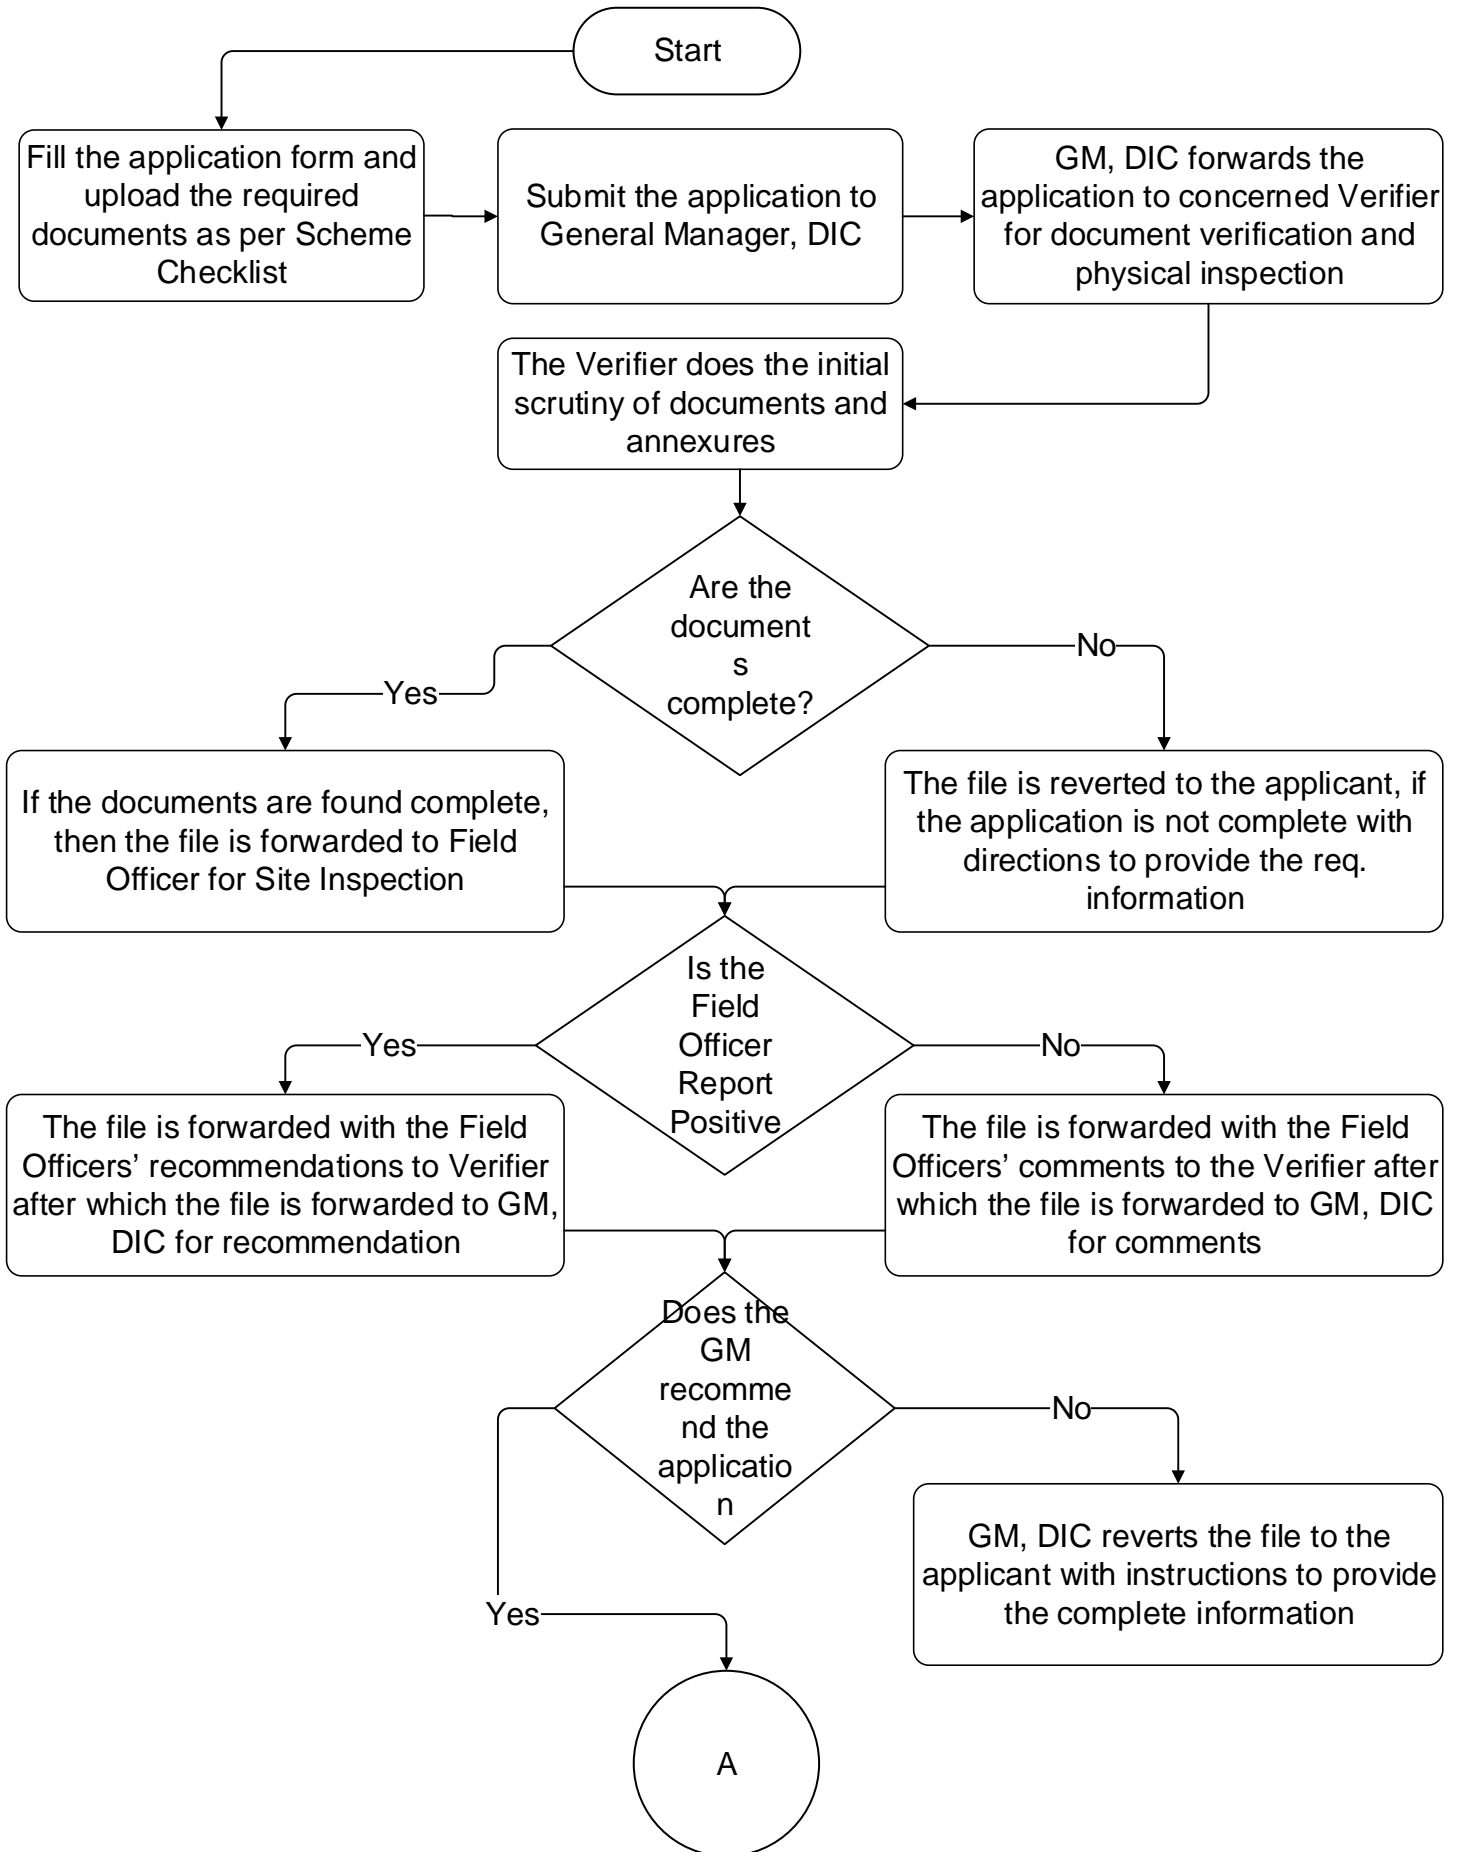 Start
Fill the application form and
upload the required
documents as per Scheme
Checklist
Submit the application to
General Manager, DIC
GM, DIC forwards the
application to concerned Verifier
for document verification and
physical inspection
The Verifier does the initial
scrutiny of documents and
annexures
Are the
document
s
complete?
Yes
No
If the documents are found complete,
then the file is forwarded to Field
Officer for Site Inspection
The file is reverted to the applicant, if
the application is not complete with
directions to provide the req.
information
Is the
Field
Officer
Report
Positive
Yes
No
The file is forwarded with the Field
Officers’ recommendations to Verifier
after which the file is forwarded to GM,
DIC for recommendation
The file is forwarded with the Field
Officers’ comments to the Verifier after
which the file is forwarded to GM, DIC
for comments
Does the
GM
recomme
nd the
applicatio
n
No
GM, DIC reverts the file to the
applicant with instructions to provide
the complete information
Yes
A